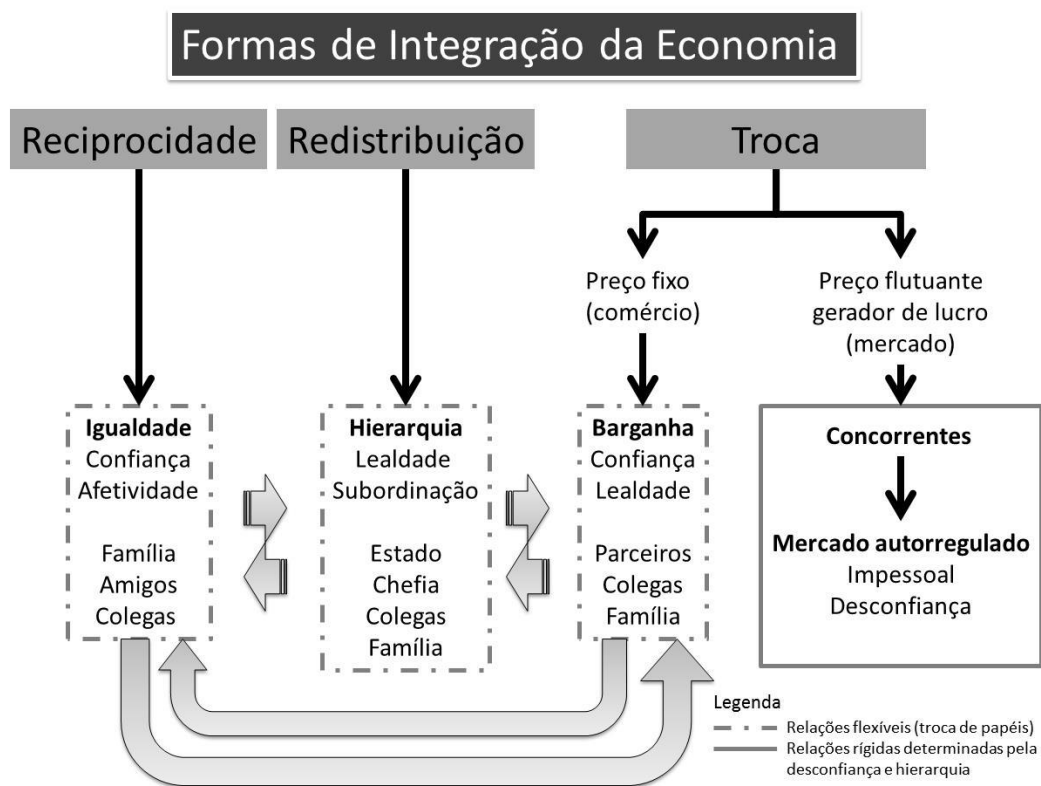 Formas de Integração da Economia
Reciprocidade
Redistribuição
Troca
Preço fixo
(comércio)
Preço flutuante
gerador de lucro
(mercado)
Igualdade
Confiança
Afetividade
Família
Amigos
Colegas
Hierarquia
Lealdade
Subordinação
Estado
Chefia
Colegas
Família
Barganha
Confiança
Lealdade
Parceiros
Colegas
Família
Concorrentes
Mercado autorregulado
Impessoal
Desconfiança
Legenda
Relações flexíveis (troca de papéis)
Relações rígidas determinadas pela
desconfiança e hierarquia